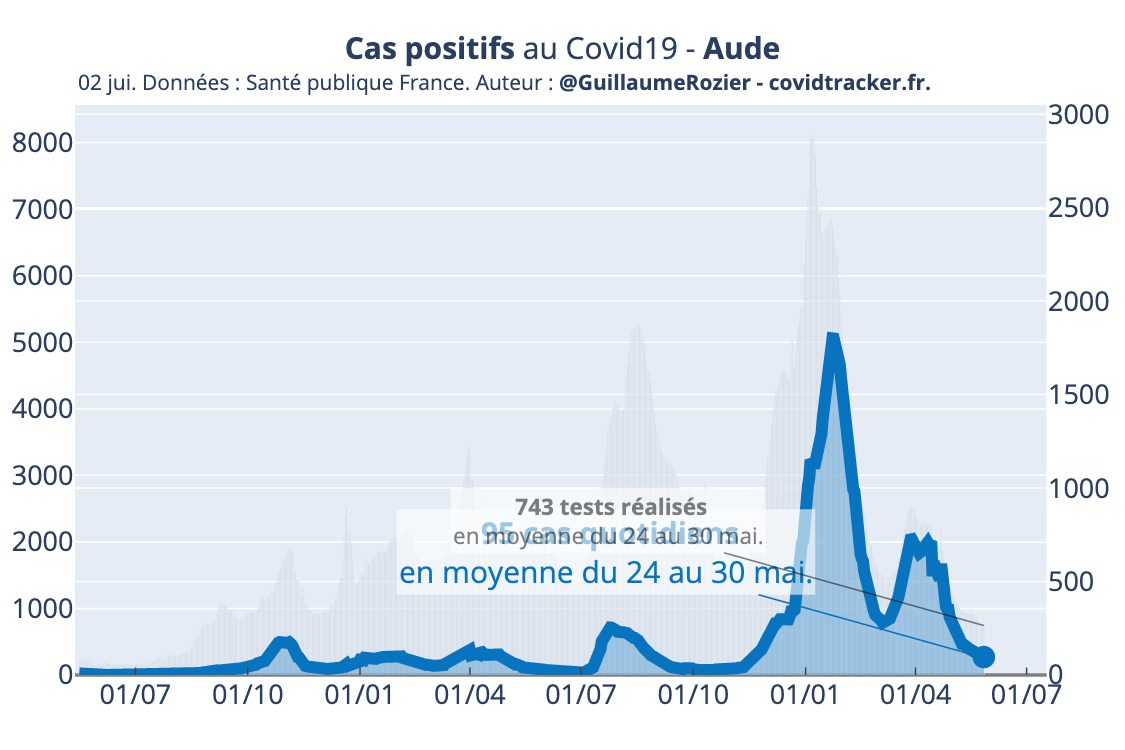 Cas positifs au Covid19 - Aude
02 jui. Données : Santé publique France. Auteur : @GuillaumeRozier - covidtracker.fr.
3000
8000
7000
2500
6000
2000
5000
1500
4000
3000
1000
743 tests réalisés
95 cas quotidiens
en moyenne du 24 au 30 mai.
2000
en moyenne du 24 au 30 mai.
500
1000
0
0
01/07 01/10 01/01 01/04 01/07 01/10 01/01 01/04 01/07